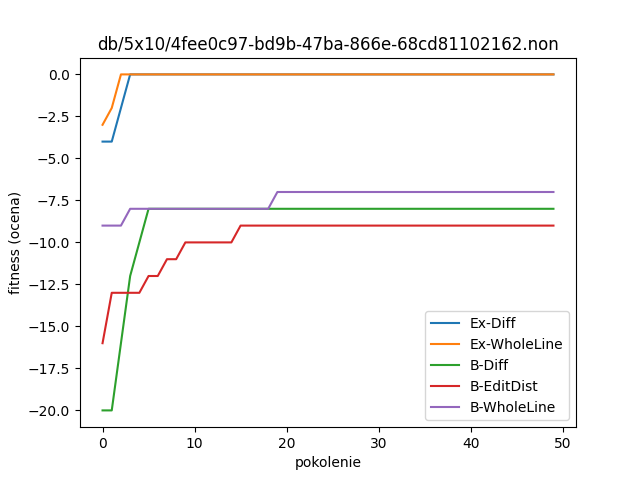 db/5x10/4fee0c97-bd9b-47ba-866e-68cd81102162.non
0.0
−2.5
−5.0
−7.5
−10.0
−12.5
−15.0
−17.5
−20.0
fitness (ocena)
Ex-Diff
Ex-WholeLine
B-Diff
B-EditDist
B-WholeLine
0 10 20 30 40 50
pokolenie